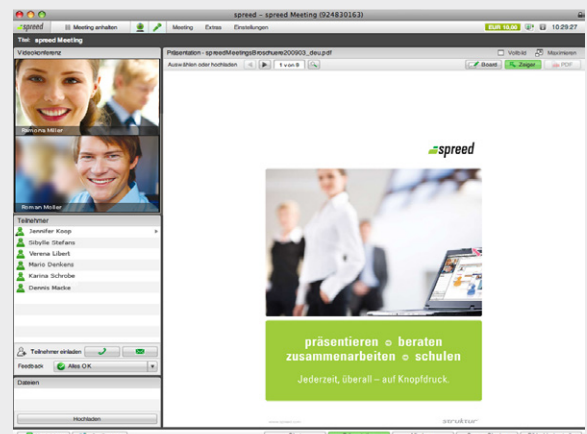 spreed - spreed Meeting (924830163)
spreed Meeting anhalten Meeting Extras Einstellungen EUR 10,00 10:29:27
Titel: spreed Meeting
Videokonferenz
Präsentation - spreedMeetingsBroschuere200903_deu.pdf Vollbild Maximieren
Auswählen oder hochladen 1 von 8 Board Zeiger PDF
Ramona Miller
Roman Moller
spreed
Teilnehmer
Jennifer Koop
Sibylle Stefans
Verena Libert
Mario Denkens
Karina Schrobe
Dennis Macke
präsentieren o beraten
zusammenarbeiten o schulen
Jederzeit, überall – auf Knopfdruck.
Teilnehmer einladen
Feedback Alles OK
Dateien
Hochladen
struktur